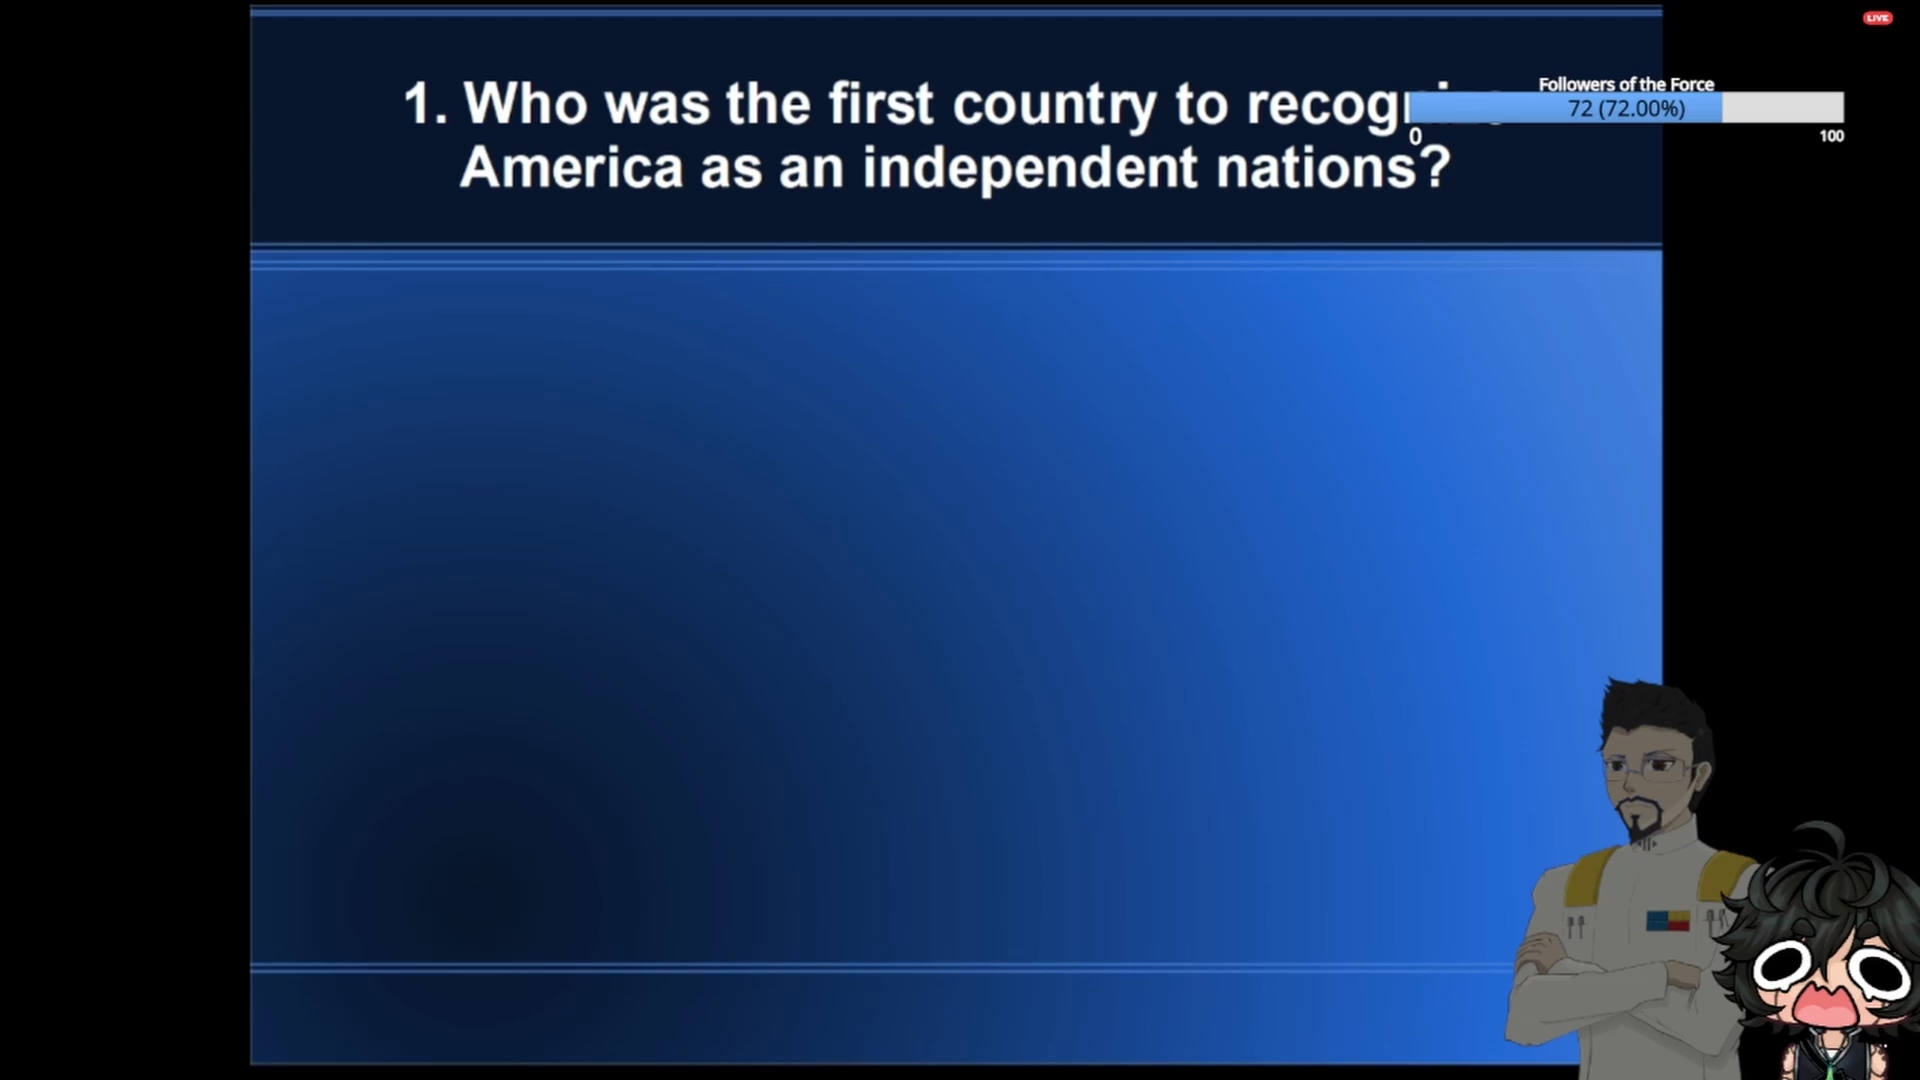 LIVE
1. Who was the first country to
America as an independent nations?
Followers of the Force
72 (72.00%)
0
100